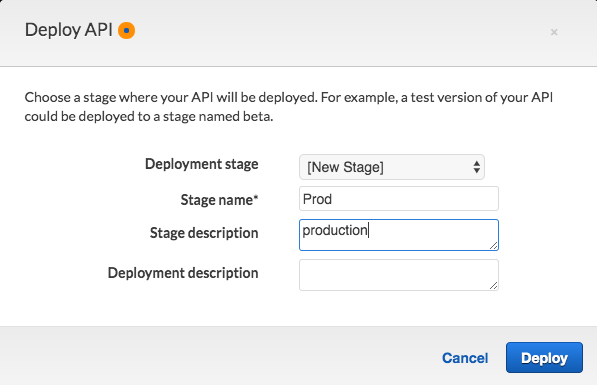 Deploy API
×
Choose a stage where your API will be deployed. For example, a test version of your API
could be deployed to a stage named beta.
Deployment stage [New Stage]
Stage name* Prod
Stage description production
Deployment description
Cancel Deploy